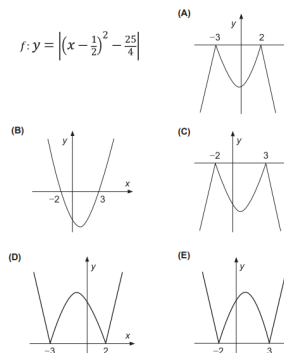 f: y = |(x − 1/2)² − 25/4|
(A)
y
−3 2
(B)
y
x
−2 3
(C)
y
−2 3
(D)
y
x
−3 2
(E)
y
−2 3